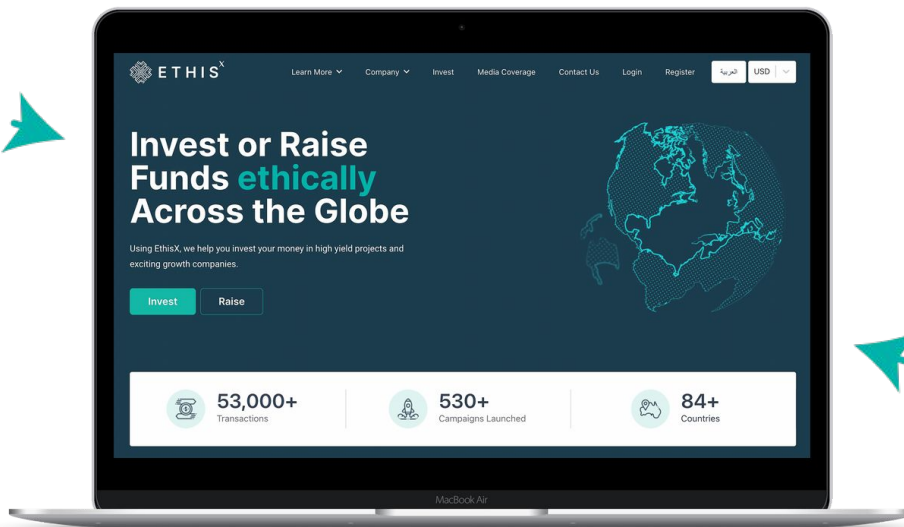 ETHIS X
Learn More
Company
Invest
Media Coverage
Contact Us
Login
Register
العربية
USD
Invest or Raise
Funds ethically
Across the Globe
Using EthisX, we help you invest your money in high yield projects and
exciting growth companies.
Invest
Raise
53,000+
Transactions
530+
Campaigns Launched
84+
Countries
MacBook Air